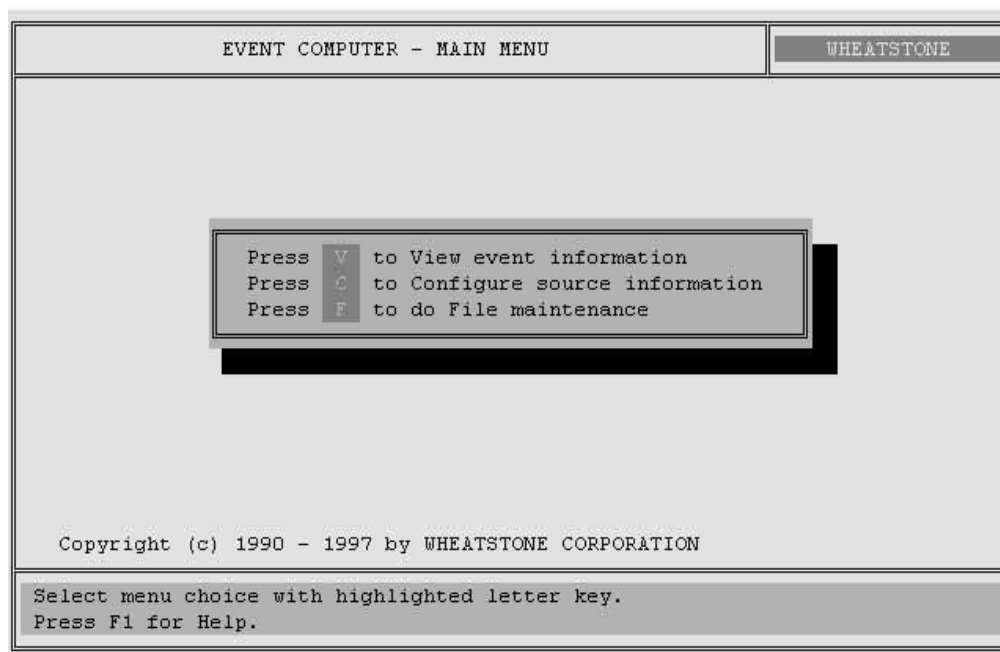 EVENT COMPUTER - MAIN MENU
WHEATSTONE
Press V to View event information
Press C to Configure source information
Press F to do File maintenance
Copyright (c) 1990 - 1997 by WHEATSTONE CORPORATION
Select menu choice with highlighted letter key.
Press F1 for Help.